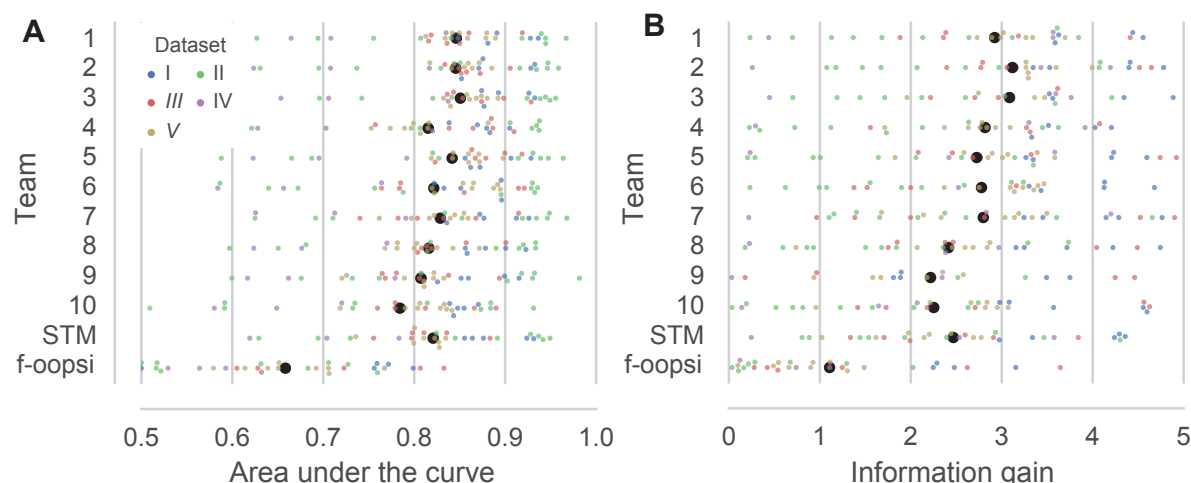 A
Dataset
I II
III IV
V
Team
1
2
3
4
5
6
7
8
9
10
STM
f-oopsi
0.5 0.6 0.7 0.8 0.9 1.0
Area under the curve
B
Team
1
2
3
4
5
6
7
8
9
10
STM
f-oopsi
0 1 2 3 4 5
Information gain